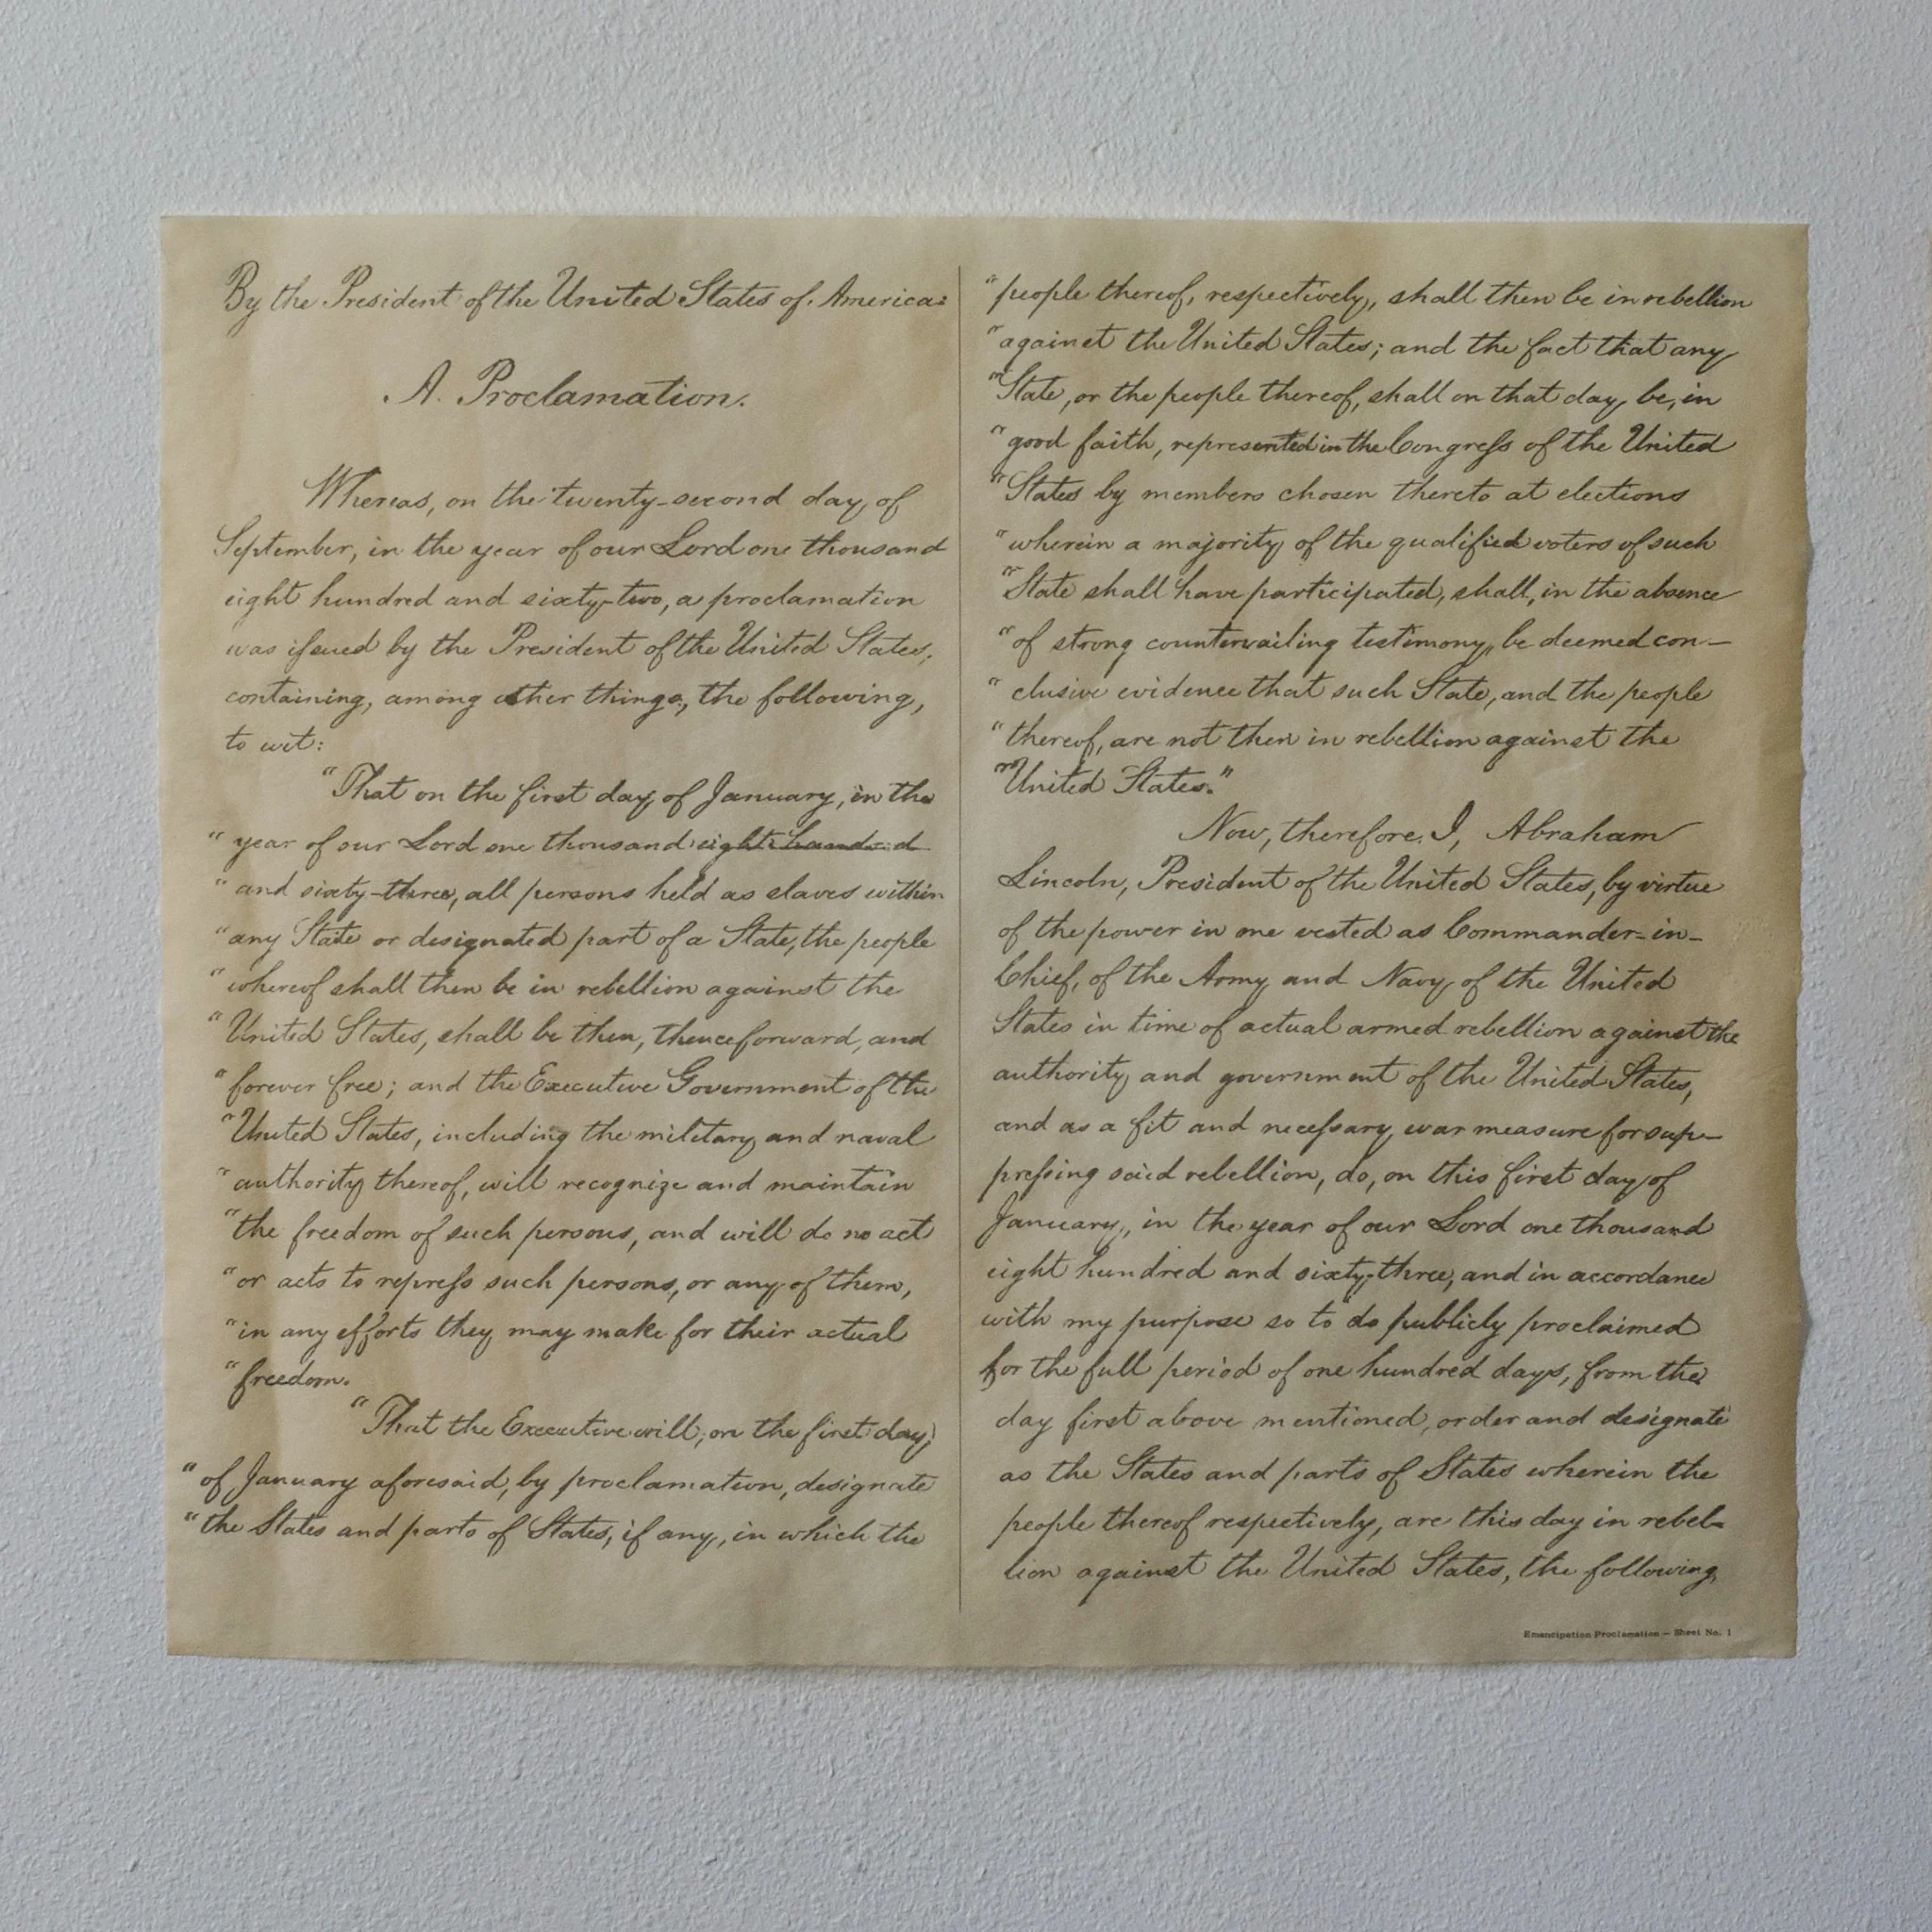 By the President of the United States of America:
A Proclamation.
Whereas, on the twenty-second day of
September, in the year of our Lord one thousand
eight hundred and sixty-two, a proclamation
was issued by the President of the United States,
containing, among other things, the following,
to wit:
"That on the first day of January, in the
"year of our Lord one thousand eight hundred
"and sixty-three, all persons held as slaves within
"any State or designated part of a State, the people
"whereof shall then be in rebellion against the
"United States, shall be then, thenceforward, and
"forever free; and the Executive Government of the
"United States, including the military and naval
"authority thereof, will recognize and maintain
"the freedom of such persons, and will do no act
"or acts to repress such persons, or any of them,
"in any efforts they may make for their actual
"freedom.
"That the Executive will, on the first day,
"of January aforesaid, by proclamation, designate
"the States and parts of States, if any, in which the
"people thereof, respectively, shall then be in rebellion
"against the United States; and the fact that any
"State, or the people thereof, shall on that day, be, in
"good faith, represented in the Congress of the United
"States by members chosen thereto at elections
"wherein a majority of the qualified voters of such
"State shall have participated, shall, in the absence
"of strong countervailing testimony, be deemed con-
"clusive evidence that such State, and the people
"thereof, are not then in rebellion against the
"United States."
Now, therefore I, Abraham
Lincoln, President of the United States, by virtue
of the power in me vested as Commander-in-
Chief, of the Army and Navy of the United
States in time of actual armed rebellion against the
authority and government of the United States,
and as a fit and necessary war measure for sup-
pressing said rebellion, do, on this first day of
January, in the year of our Lord one thousand
eight hundred and sixty-three, and in accordance
with my purpose so to do publicly proclaimed
for the full period of one hundred days, from the
day first above mentioned, order and designate
as the States and parts of States wherein the
people thereof respectively, are this day in rebel-
lion against the United States, the following,
Emancipation Proclamation — Sheet No. 1